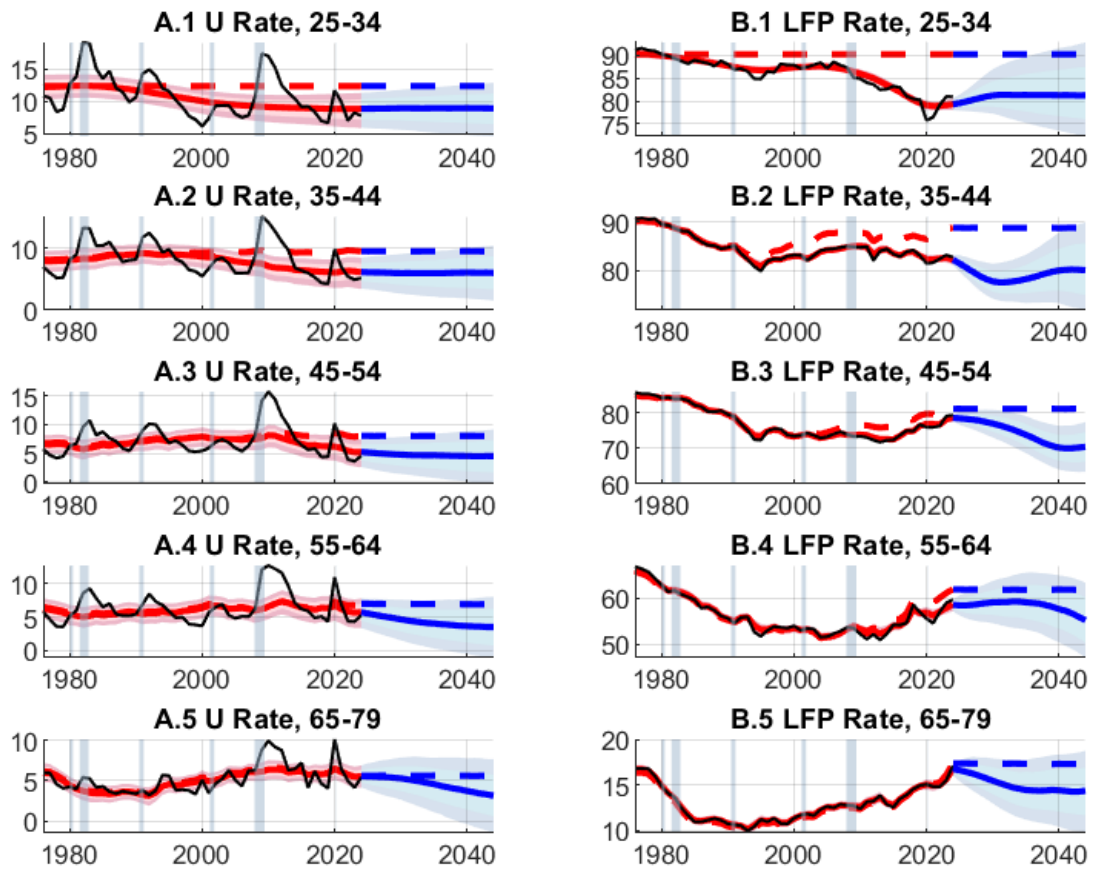 A.1 U Rate, 25-34
15
10
5
1980 2000 2020 2040
B.1 LFP Rate, 25-34
90
85
80
75
1980 2000 2020 2040
A.2 U Rate, 35-44
10
0
1980 2000 2020 2040
B.2 LFP Rate, 35-44
90
80
1980 2000 2020 2040
A.3 U Rate, 45-54
15
10
5
0
1980 2000 2020 2040
B.3 LFP Rate, 45-54
80
70
60
1980 2000 2020 2040
A.4 U Rate, 55-64
10
5
0
1980 2000 2020 2040
B.4 LFP Rate, 55-64
60
50
1980 2000 2020 2040
A.5 U Rate, 65-79
10
5
0
1980 2000 2020 2040
B.5 LFP Rate, 65-79
20
15
10
1980 2000 2020 2040